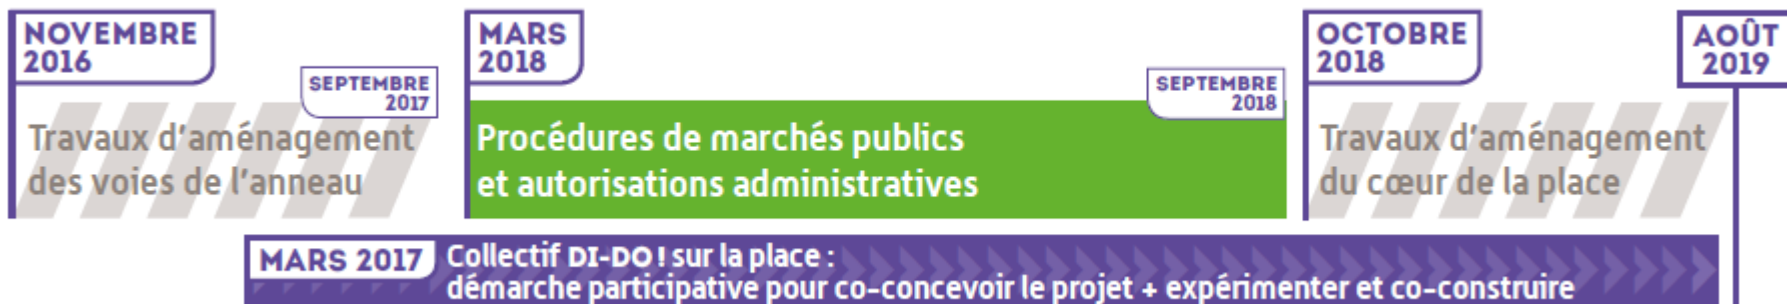 NOVEMBRE
2016
SEPTEMBRE
2017
Travaux d'aménagement
des voies de l'anneau
MARS
2018
SEPTEMBRE
2018
Procédures de marchés publics
et autorisations administratives
OCTOBRE
2018
Travaux d'aménagement
du cœur de la place
AOÛT
2019
MARS 2017
Collectif DI-DO ! sur la place :
démarche participative pour co-concevoir le projet + expérimenter et co-construire